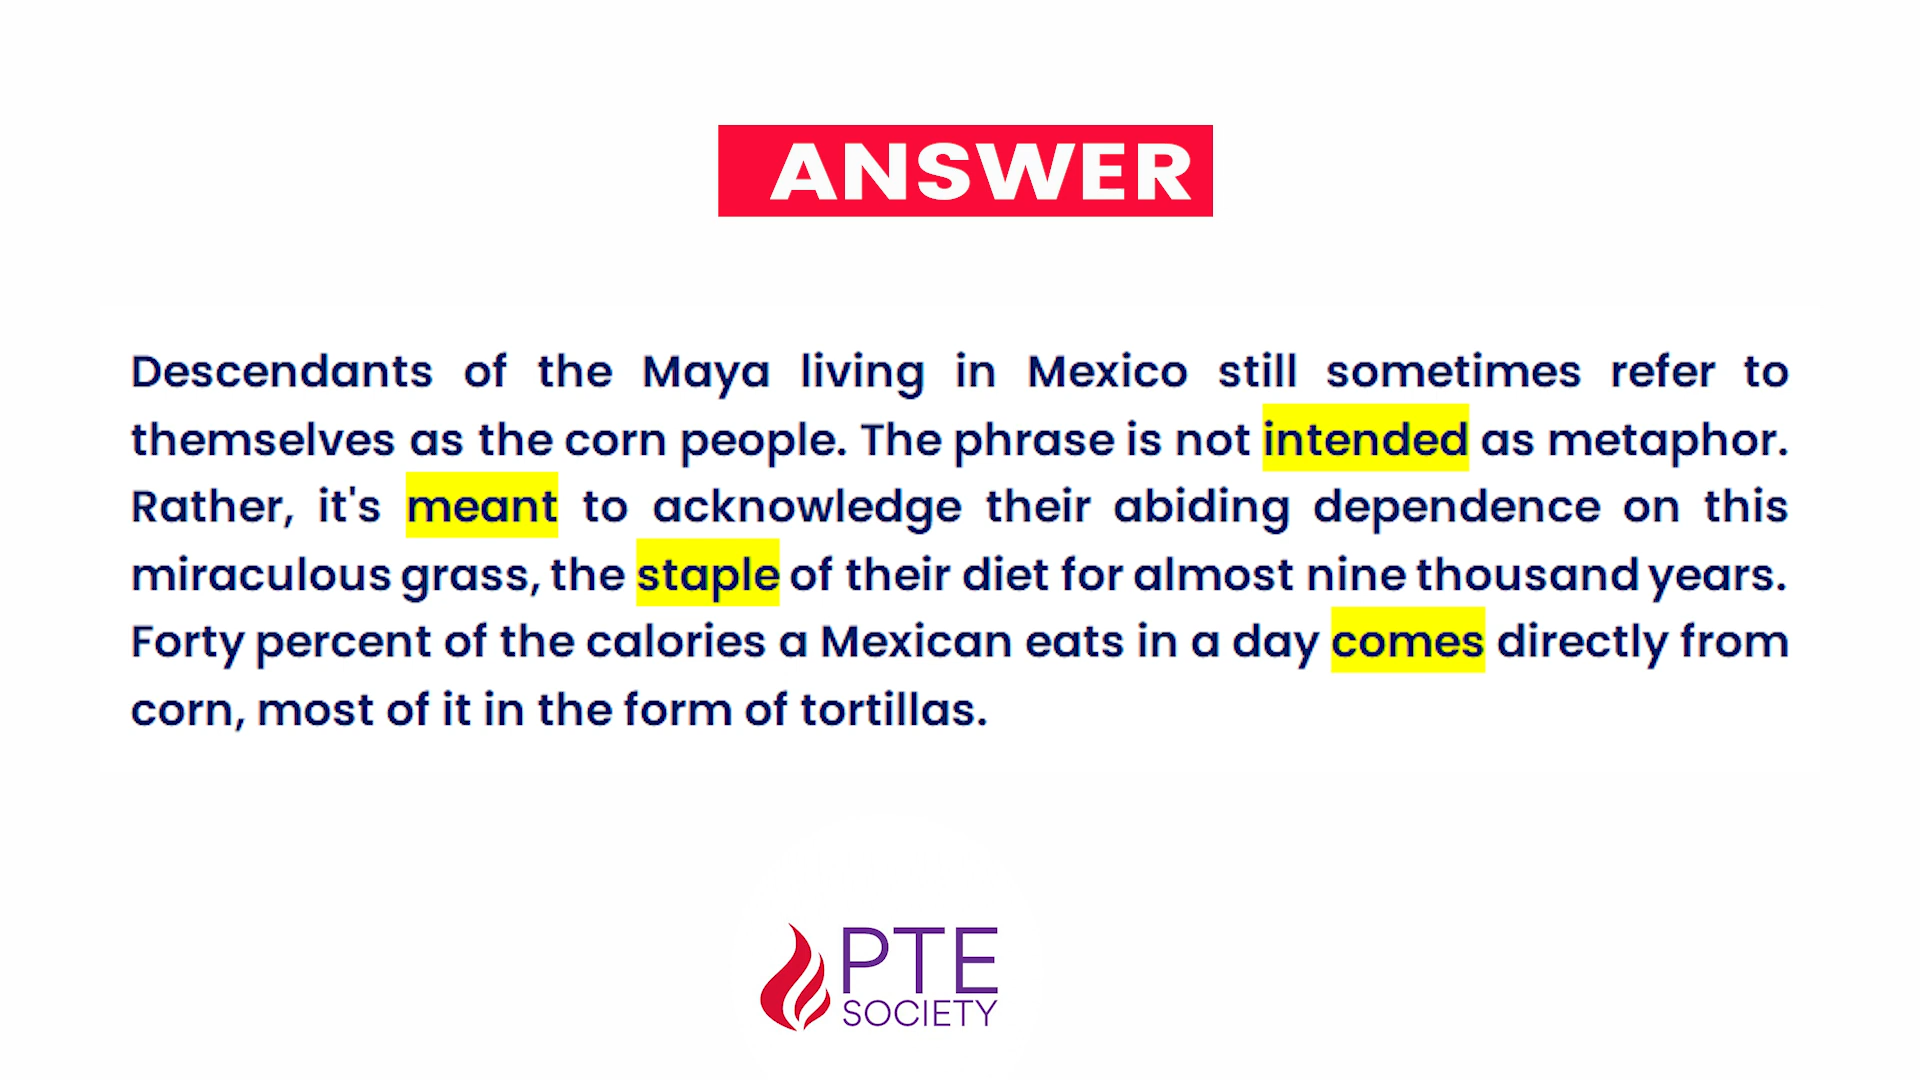 ANSWER
Descendants of the Maya living in Mexico still sometimes refer to
themselves as the corn people. The phrase is not intended as metaphor.
Rather, it's meant to acknowledge their abiding dependence on this
miraculous grass, the staple of their diet for almost nine thousand years.
Forty percent of the calories a Mexican eats in a day comes directly from
corn, most of it in the form of tortillas.
PTE
SOCIETY